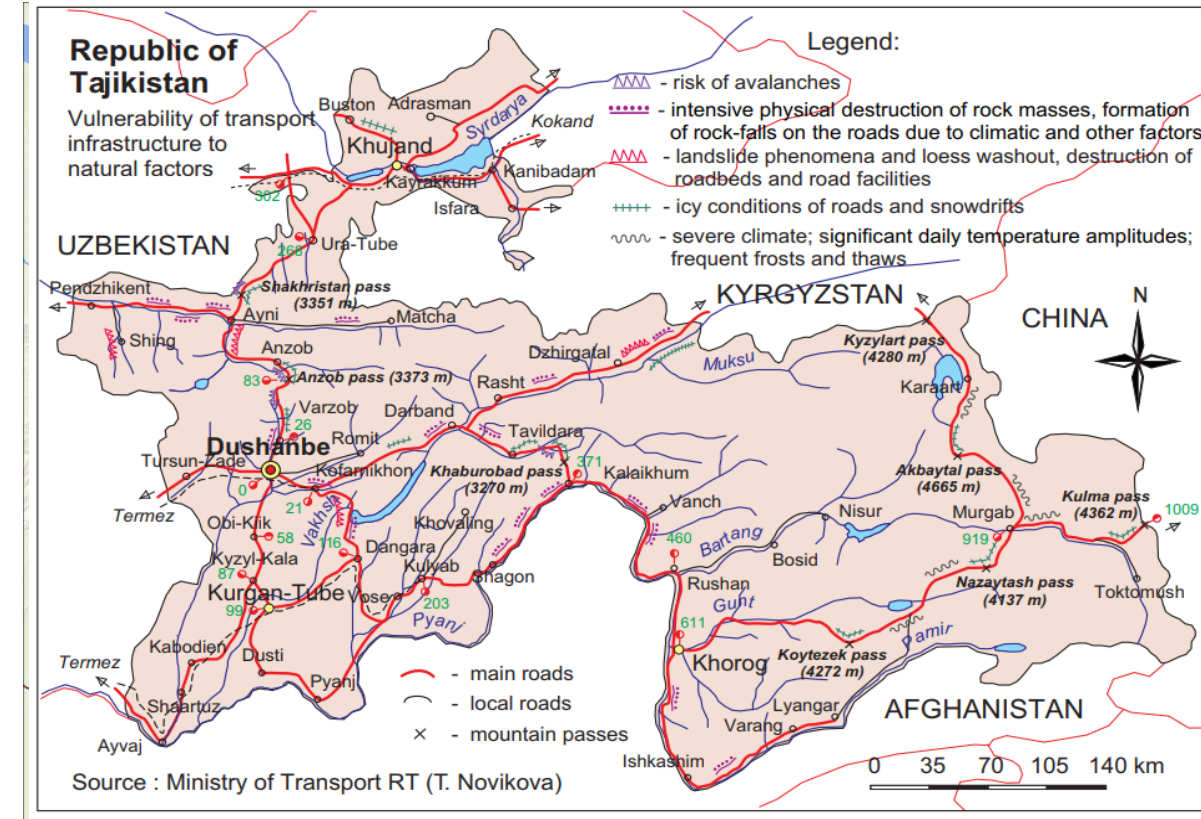 Republic of
Tajikistan
Vulnerability of transport
infrastructure to
natural factors
Legend:
- risk of avalanches
- intensive physical destruction of rock masses, formation
of rock-falls on the roads due to climatic and other factors
- landslide phenomena and loess washout, destruction of
roadbeds and road facilities
- icy conditions of roads and snowdrifts
- severe climate; significant daily temperature amplitudes;
frequent frosts and thaws
Buston
Adrasman
Syrdarya
Kokand
Khujand
Kayrakkum
Kanibadam
302
Isfara
UZBEKISTAN
268
Ura-Tube
Pendzhikent
Shakhristan pass
(3351 m)
KYRGYZSTAN
N
CHINA
Ayni
Matcha
Shing
Kyzylart pass
(4280 m)
Anzob
Dzhirgatal
Muksu
83
Anzob pass (3373 m)
Rasht
Karaart
Varzob
26
Darband
Dushanbe
Romit
Tavildara
Tursun-Zade
Kofarnikhon
Khaburobad pass
(3270 m)
371
Kalaikhum
Akbaytal pass
(4665 m)
Kulma pass
(4362 m)
1009
0
21
Termez
Vakhsh
Vanch
Obi-Kiik
Khovaling
Nisur
Murgab
58
116
Dangara
460
Bartang
919
Kyzyl-Kala
Bosid
87
Kulyab
Shagon
Rushan
Nazaytash pass
(4137 m)
Toktomush
Kurgan-Tube
99
Vose
203
Gunt
Pyanj
611
Kabodien
Pamir
Termez
Dusti
Khorog
Koytezek pass
(4272 m)
- main roads
Pyanj
- local roads
Shaartuz
Lyangar
AFGHANISTAN
Varang
- mountain passes
Ayvaj
Ishkashim
0 35 70 105 140 km
Source : Ministry of Transport RT (T. Novikova)